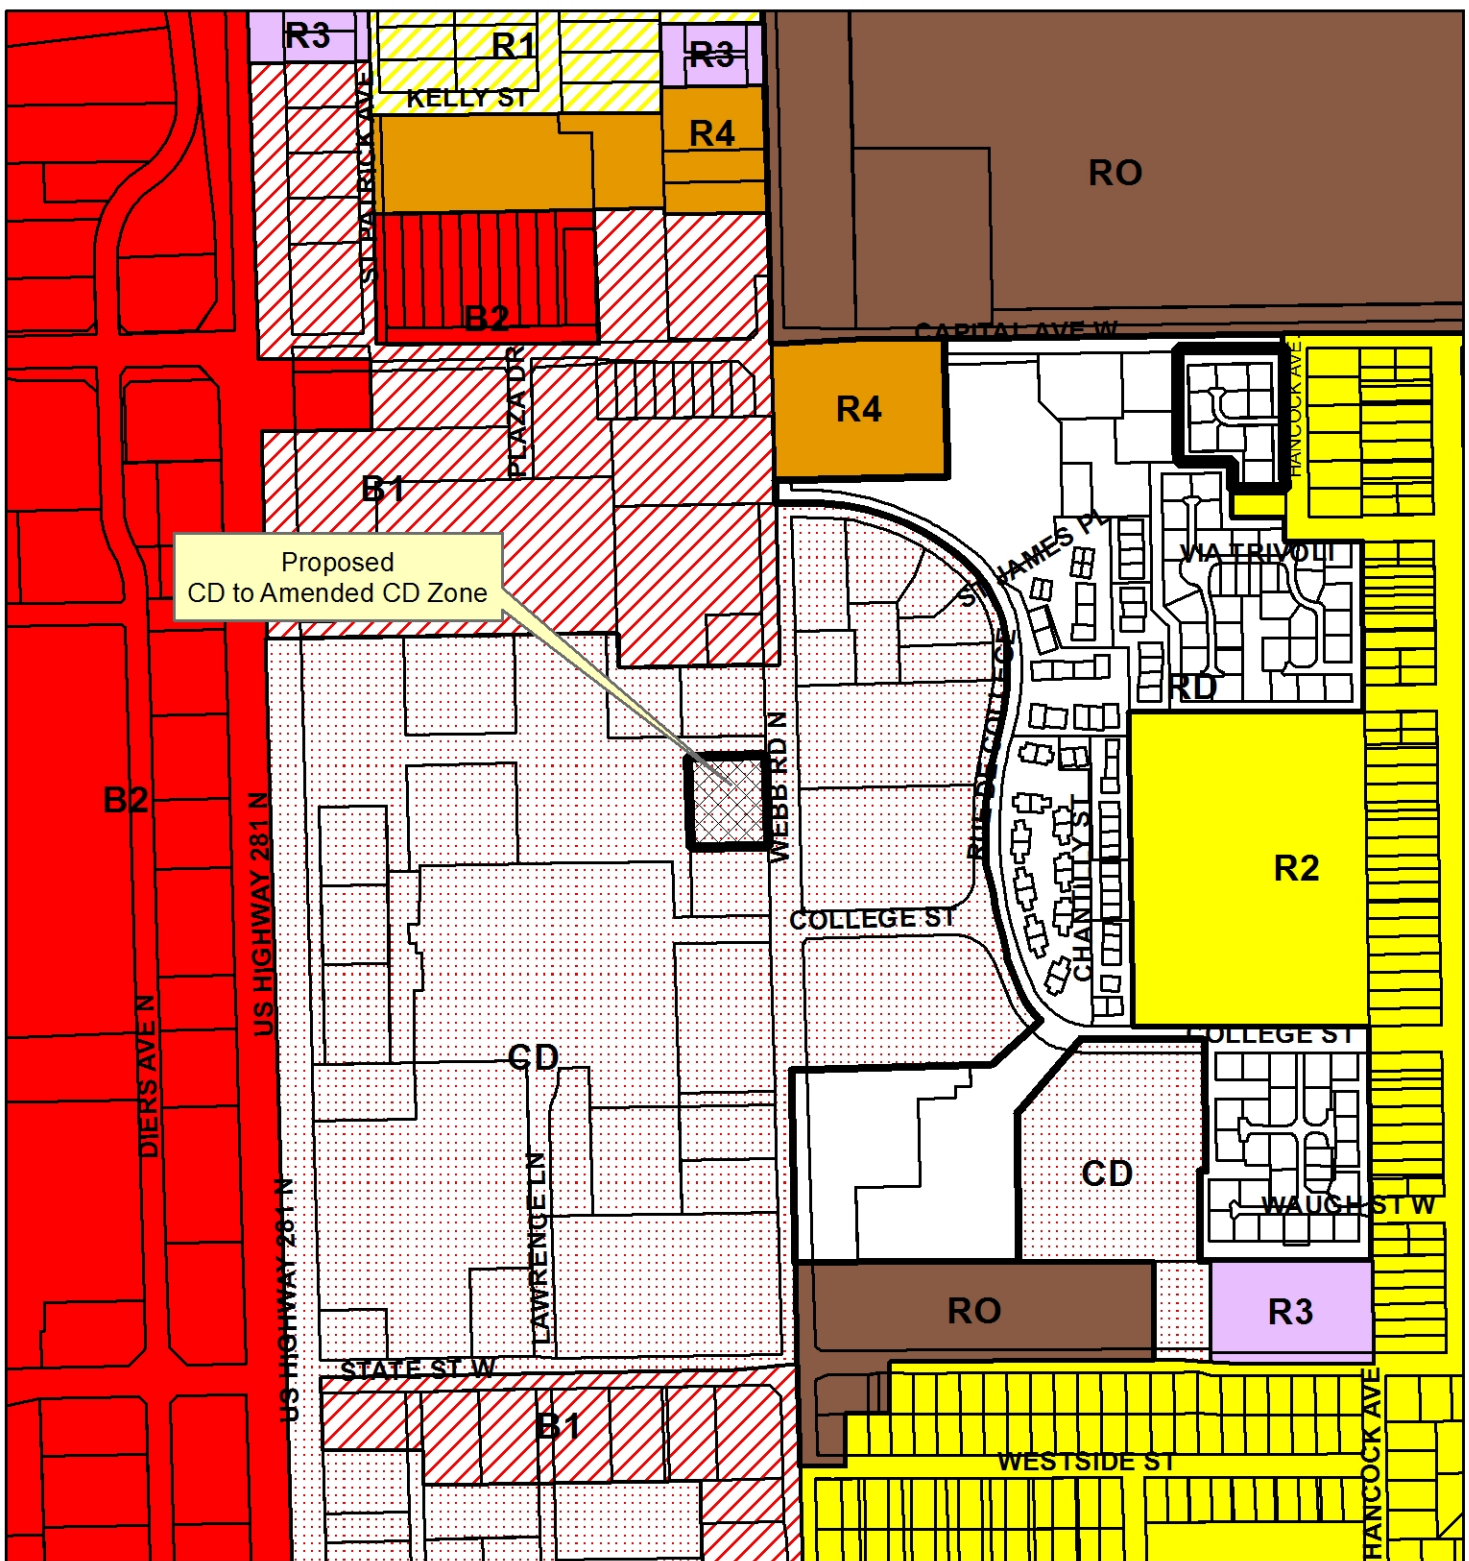 R3
R1
R3
KELLY ST
R4
ST PATRICK AVE
RO
B2
CAPITAL AVE W
HANCOCK AVE
PLAZA DR
R4
B1
Proposed
CD to Amended CD Zone
ST JAMES PL
VIA TRIVOLI
RUE DE COLLEGE
RD
WEBB RD N
B2
US HIGHWAY 281 N
CHANTILLY ST
R2
COLLEGE ST
DIERS AVE N
CD
COLLEGE ST
CD
LAWRENCE LN
US HIGHWAY 281 N
WAUGH ST W
RO
R3
STATE ST W
B1
WESTSIDE ST
HANCOCK AVE